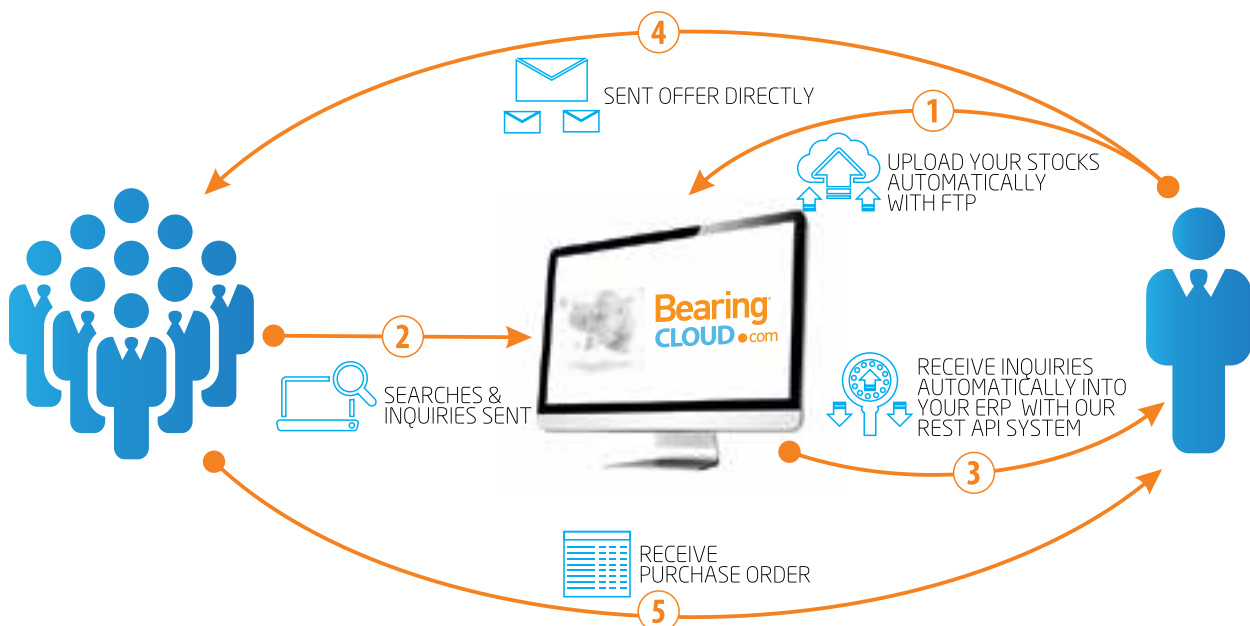 4
SENT OFFER DIRECTLY
1
UPLOAD YOUR STOCKS
AUTOMATICALLY
WITH FTP
Bearing
CLOUD.com
2
SEARCHES &
INQUIRIES SENT
RECEIVE INQUIRIES
AUTOMATICALLY INTO
YOUR ERP WITH OUR
REST API SYSTEM
3
RECEIVE
PURCHASE ORDER
5